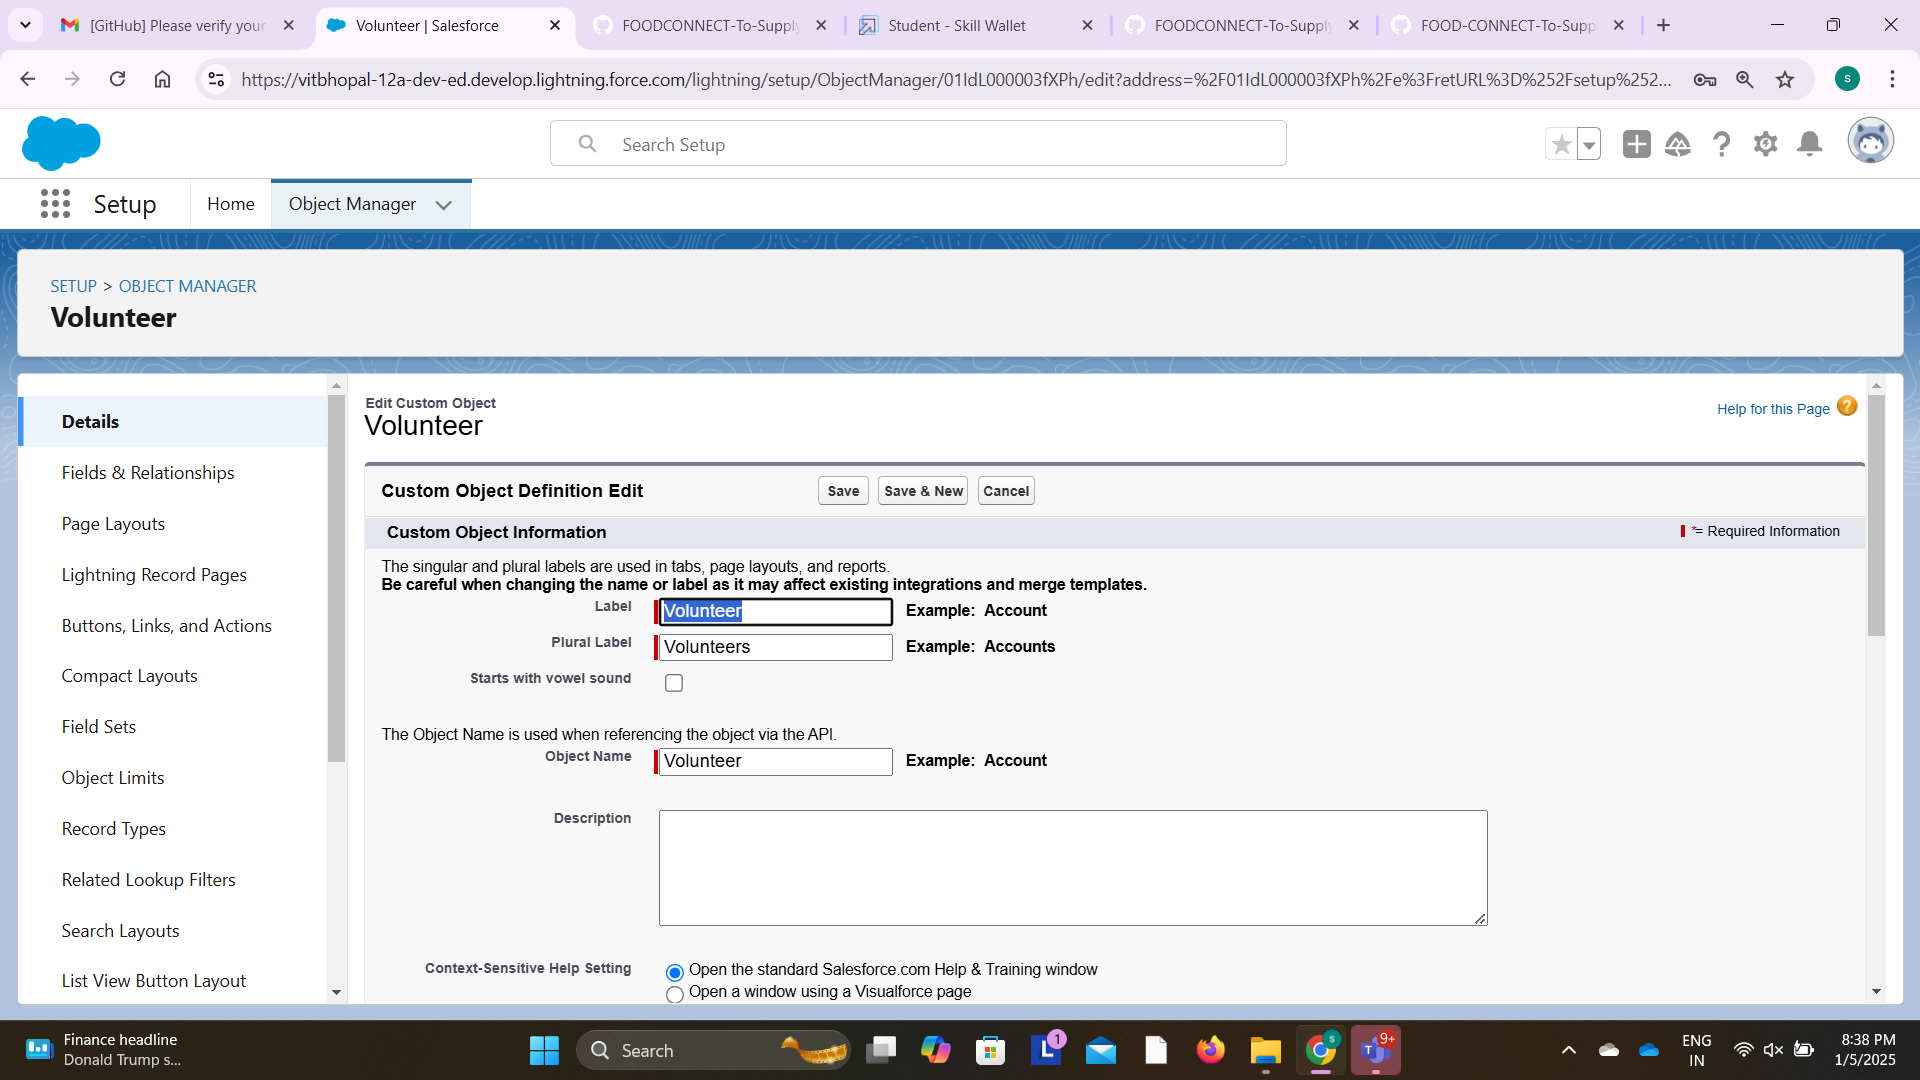 [GitHub] Please verify your
Volunteer | Salesforce
FOODCONNECT-To-Supply
Student - Skill Wallet
FOODCONNECT-To-Supply
FOOD-CONNECT-To-Supp
https://vitbhopal-12a-dev-ed.develop.lightning.force.com/lightning/setup/ObjectManager/01IdL000003fXPh/edit?address=%2F01IdL000003fXPh%2Fe%3FretURL%3D%252Fsetup%252...
S
Search Setup
Setup
Home
Object Manager
SETUP > OBJECT MANAGER
Volunteer
Details
Fields & Relationships
Page Layouts
Lightning Record Pages
Buttons, Links, and Actions
Compact Layouts
Field Sets
Object Limits
Record Types
Related Lookup Filters
Search Layouts
List View Button Layout
Edit Custom Object
Volunteer
Help for this Page ?
Custom Object Definition Edit
Save
Save & New
Cancel
Custom Object Information
*= Required Information
The singular and plural labels are used in tabs, page layouts, and reports.
Be careful when changing the name or label as it may affect existing integrations and merge templates.
Label
Volunteer
Example: Account
Plural Label
Volunteers
Example: Accounts
Starts with vowel sound
The Object Name is used when referencing the object via the API.
Object Name
Volunteer
Example: Account
Description
Context-Sensitive Help Setting
Open the standard Salesforce.com Help & Training window
Open a window using a Visualforce page
Finance headline
Donald Trump s...
Search
L
1
S
T
9+
ENG
IN
8:38 PM
1/5/2025